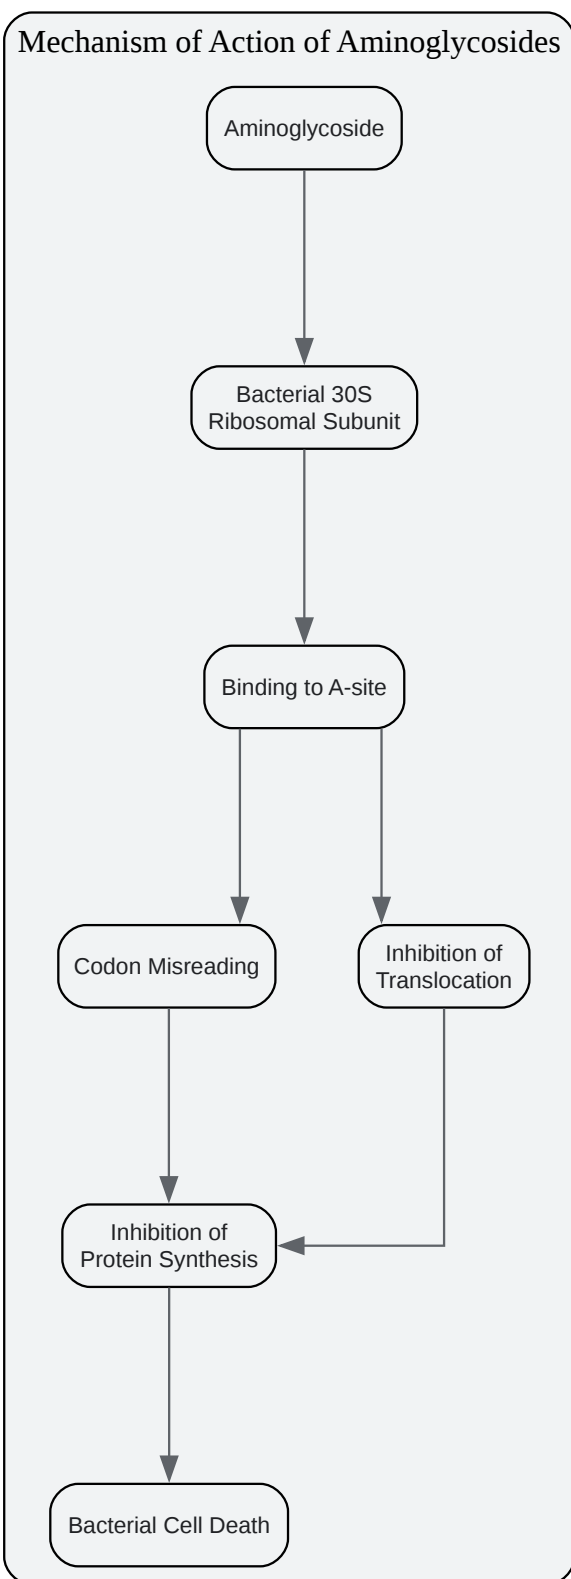 Mechanism of Action of Aminoglycosides
Aminoglycoside
Bacterial 30S
Ribosomal Subunit
Binding to A-site
Codon Misreading
Inhibition of
Translocation
Inhibition of
Protein Synthesis
Bacterial Cell Death